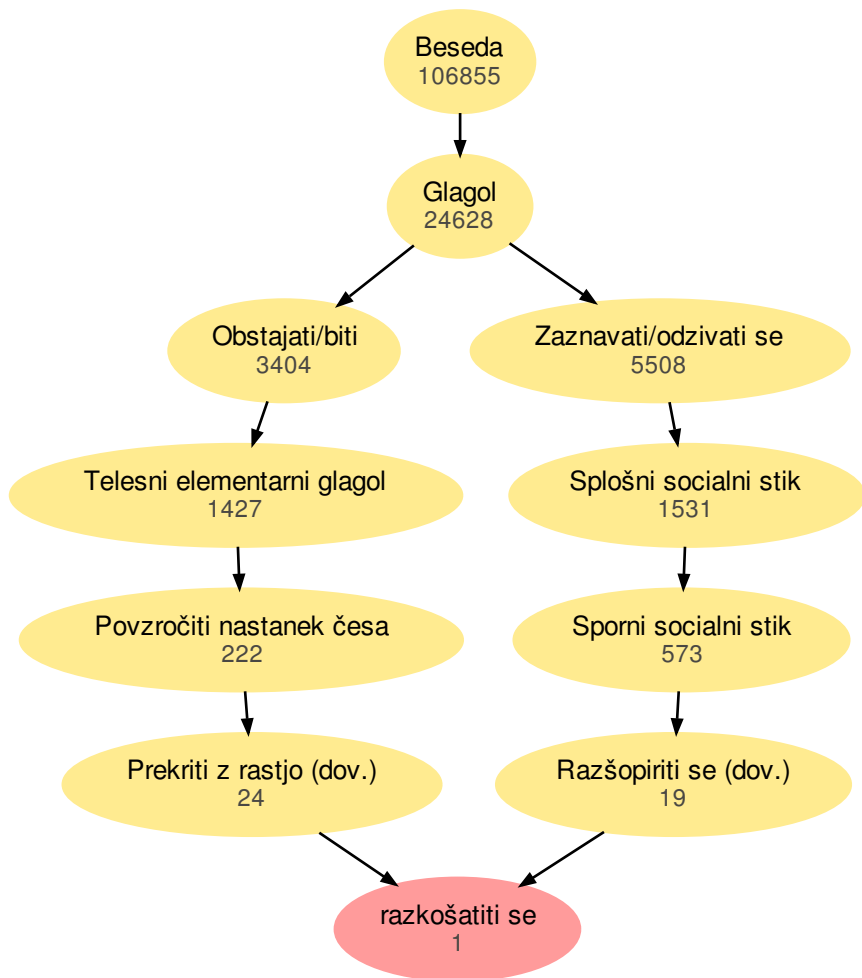 Beseda
106855
Glagol
24628
Obstajati/biti
3404
Zaznavati/odzivati se
5508
Telesni elementarni glagol
1427
Splošni socialni stik
1531
Povzročiti nastanek česa
222
Sporni socialni stik
573
Prekriti z rastjo (dov.)
24
Razšopiriti se (dov.)
19
razkošatiti se
1